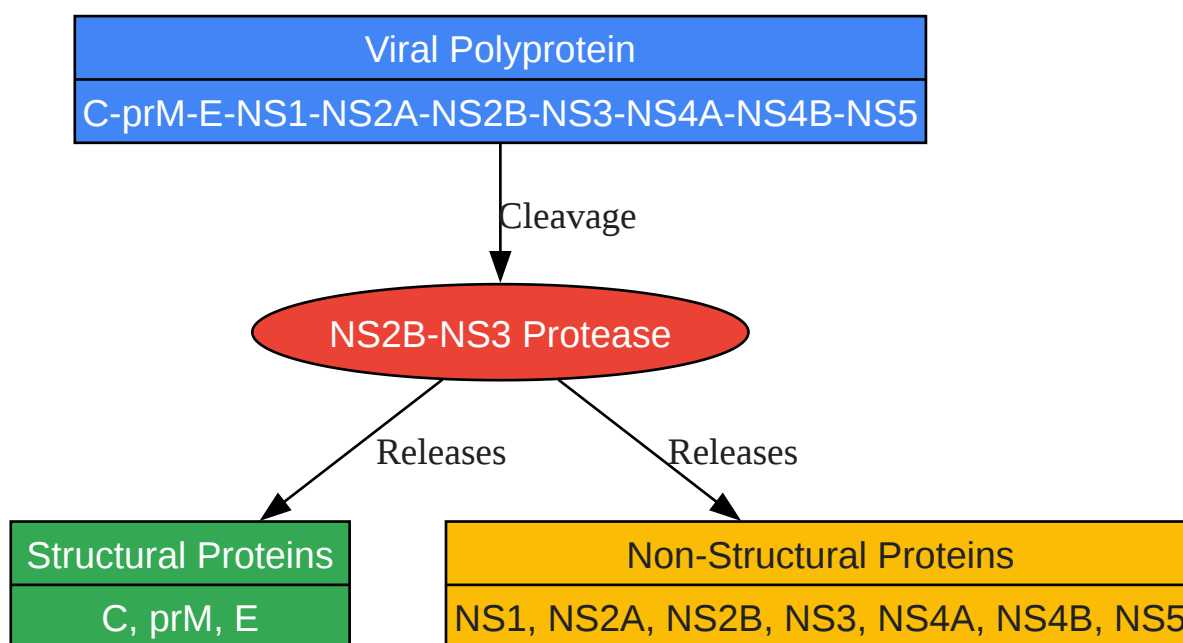 Viral Polyprotein
C-prM-E-NS1-NS2A-NS2B-NS3-NS4A-NS4B-NS5
Cleavage
NS2B-NS3 Protease
Releases
Releases
Structural Proteins
C, prM, E
Non-Structural Proteins
NS1, NS2A, NS2B, NS3, NS4A, NS4B, NS5